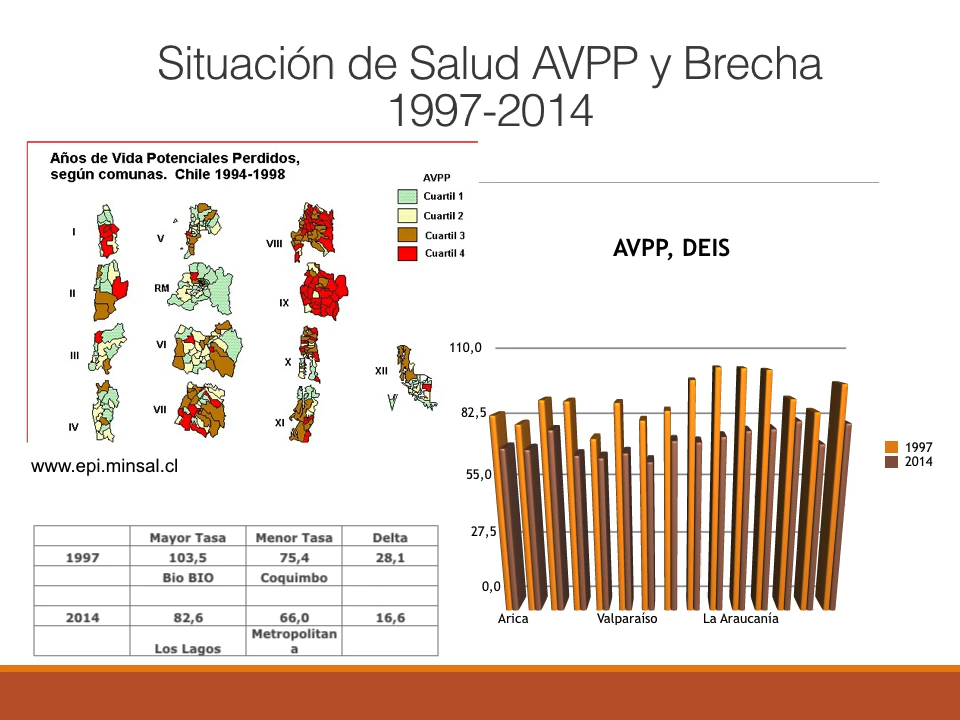 Situación de Salud AVPP y Brecha
1997-2014
Años de Vida Potenciales Perdidos,
según comunas. Chile 1994-1998
AVPP
Cuartil 1
Cuartil 2
Cuartil 3
Cuartil 4
I
II
III
IV
V
RM
VI
VII
VIII
IX
X
XI
XII
www.epi.minsal.cl
Mayor Tasa Menor Tasa Delta
1997 103,5 75,4 28,1
Bio BIO Coquimbo
2014 82,6 66,0 16,6
Los Lagos Metropolitan
a
AVPP, DEIS
110,0
82,5
55,0
27,5
0,0
Arica Valparaíso La Araucanía
1997
2014